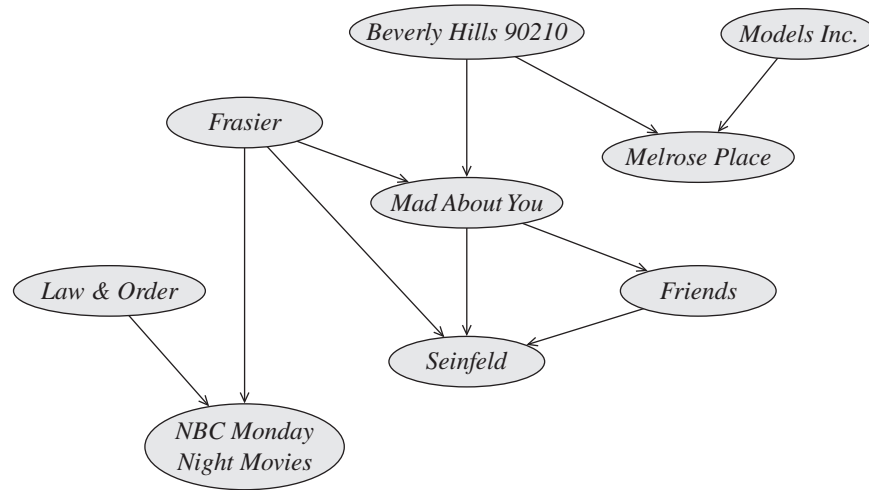 Beverly Hills 90210
Models Inc.
Frasier
Melrose Place
Mad About You
Law & Order
Friends
Seinfeld
NBC Monday
Night Movies